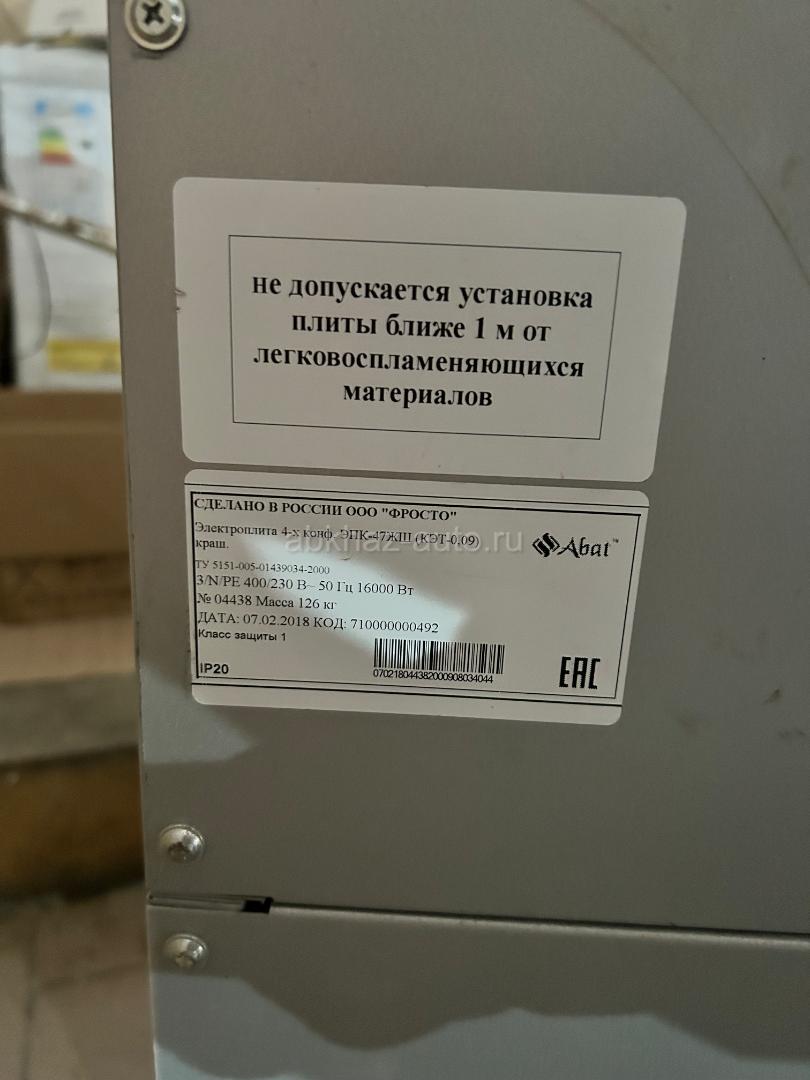 не допускается установка
плиты ближе 1 м от
легковоспламеняющихся
материалов
СДЕЛАНО В РОССИИ ООО "ФРОСТО"
Электроплита 4-х конф. ЭПК-47ЖШ (КЭТ-0,09)
краш.
Abat™
abkhaz-auto.ru
ТУ 5151-005-01439034-2000
3/N/PE 400/230 В~ 50 Гц 16000 Вт
№ 04438 Масса 126 кг
ДАТА: 07.02.2018 КОД: 710000000492
Класс защиты 1
IP20
070218044382000908034044
EAC